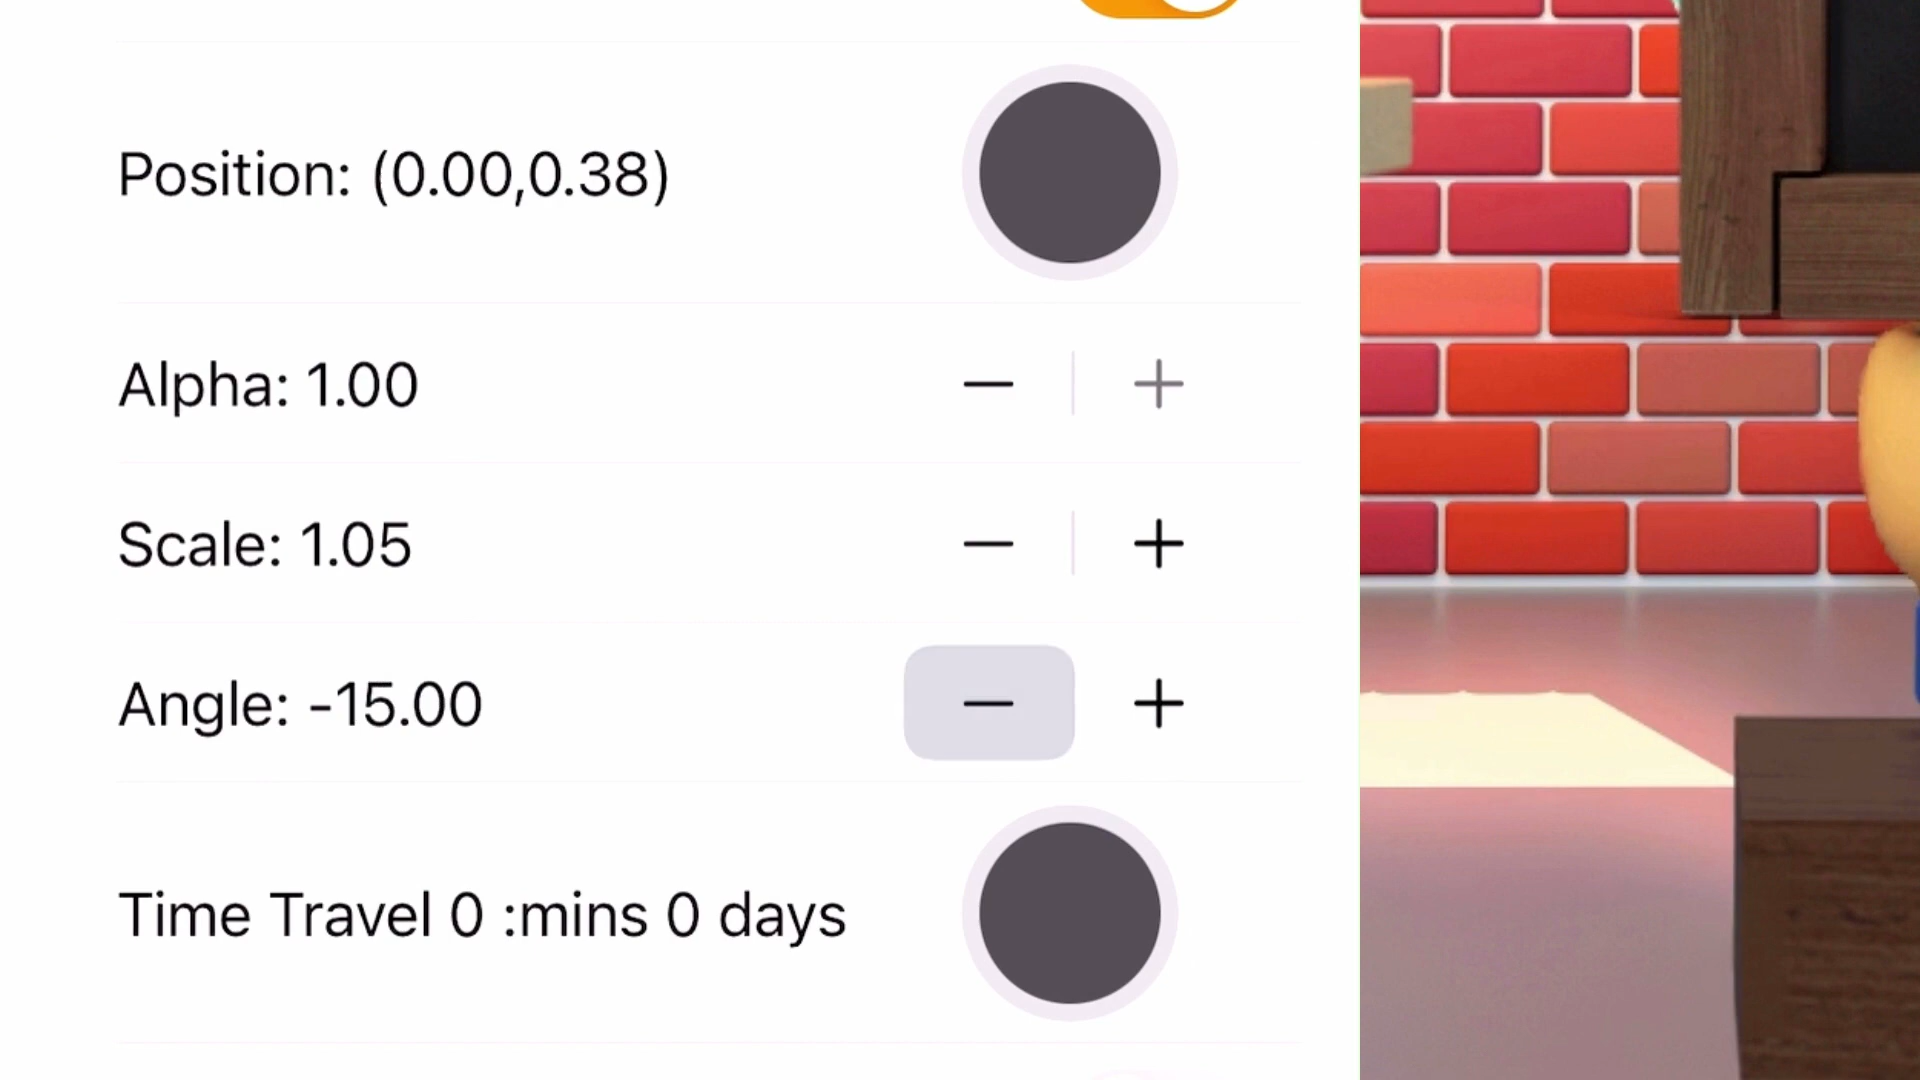 Position: (0.00,0.38)
Alpha: 1.00
Scale: 1.05
Angle: -15.00
Time Travel 0 :mins 0 days